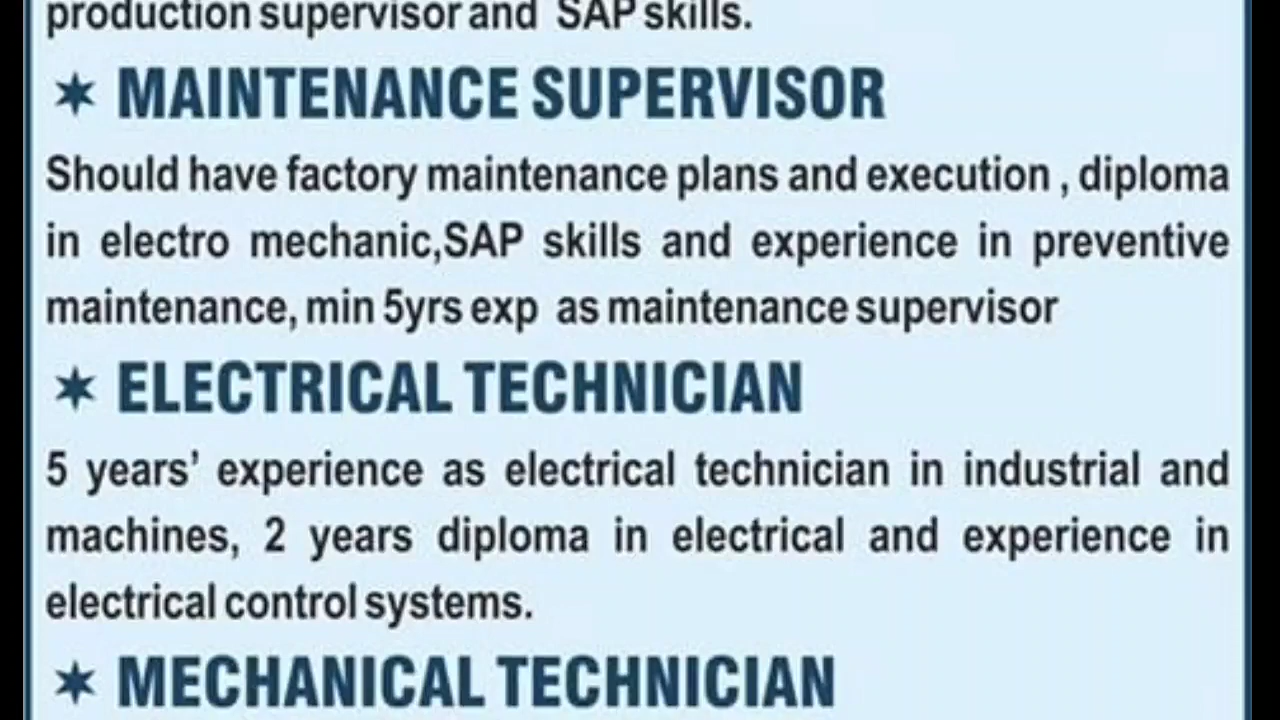 production supervisor and SAP skills.
✶ MAINTENANCE SUPERVISOR
Should have factory maintenance plans and execution , diploma
in electro mechanic,SAP skills and experience in preventive
maintenance, min 5yrs exp as maintenance supervisor
✶ ELECTRICAL TECHNICIAN
5 years’ experience as electrical technician in industrial and
machines, 2 years diploma in electrical and experience in
electrical control systems.
✶ MECHANICAL TECHNICIAN